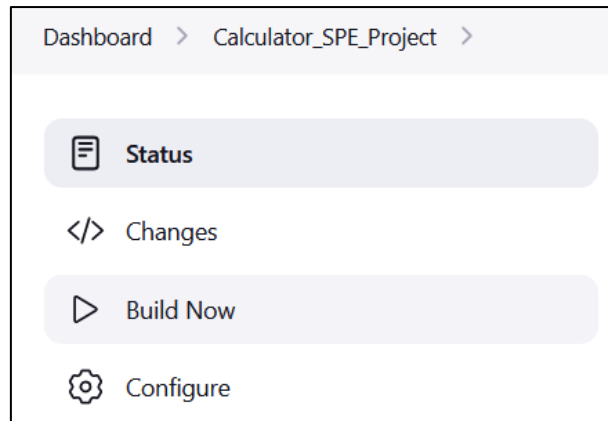 Dashboard > Calculator_SPE_Project >
Status
</> Changes
Build Now
Configure